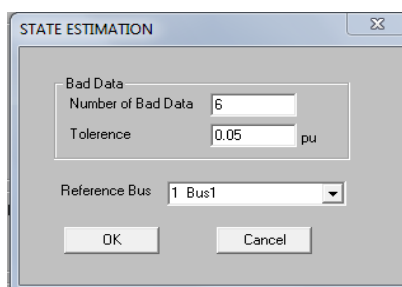 STATE ESTIMATION
Bad Data
Number of Bad Data 6
Tolerence 0.05 pu
Reference Bus 1 Bus1
OK Cancel